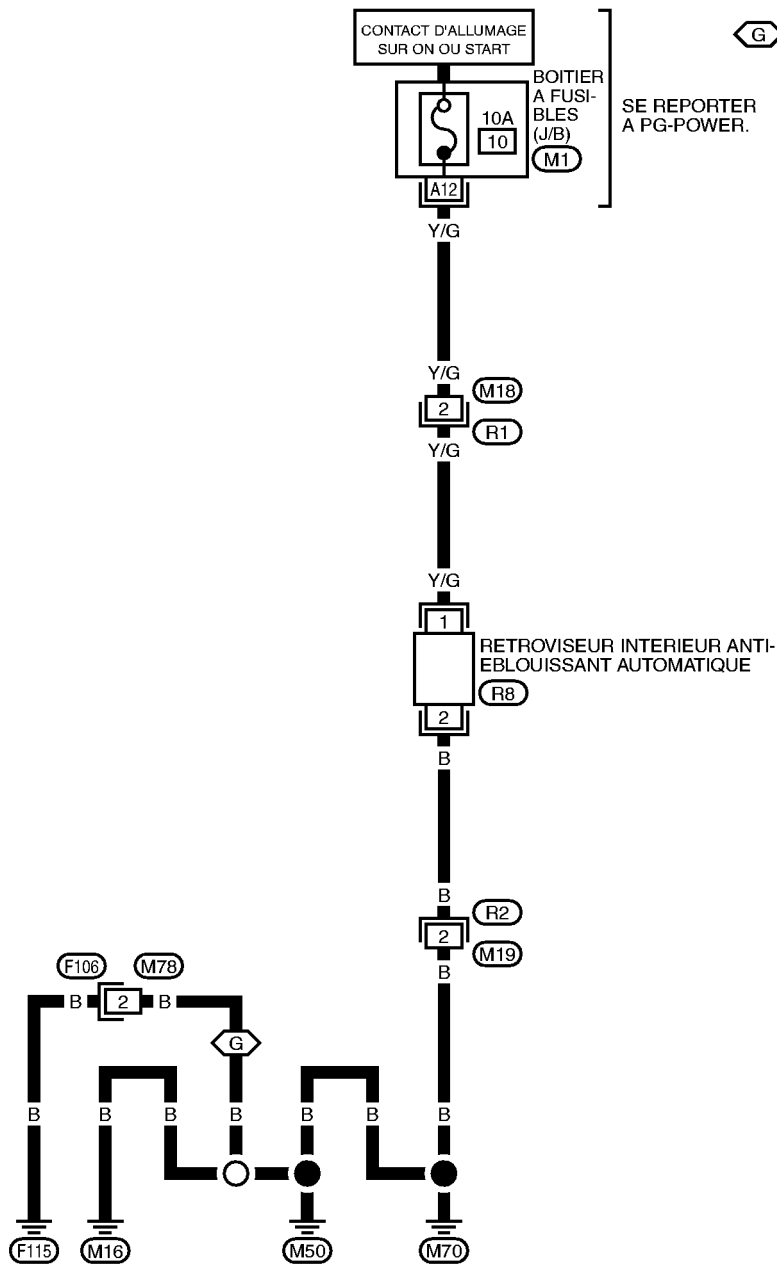 CONTACT D'ALLUMAGE
SUR ON OU START
G
BOITIER
A FUSI-
BLES
(J/B)
10A
10
M1
SE REPORTER
A PG-POWER.
A12
Y/G
Y/G
M18
2
R1
Y/G
Y/G
1
RETROVISEUR INTERIEUR ANTI-
EBLOUISSANT AUTOMATIQUE
R8
2
B
B
R2
2
M19
B
F106
M78
B
2
B
G
B
B
B
B
B
B
B
F115
M16
M50
M70